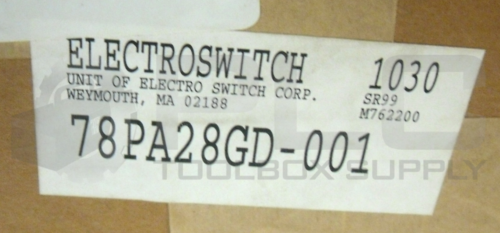 ELECTROSWITCH 1030
UNIT OF ELECTRO SWITCH CORP. SR99
WEYMOUTH, MA 02188 M762200
78PA28GD-001
TOOLBOX SUPPLY